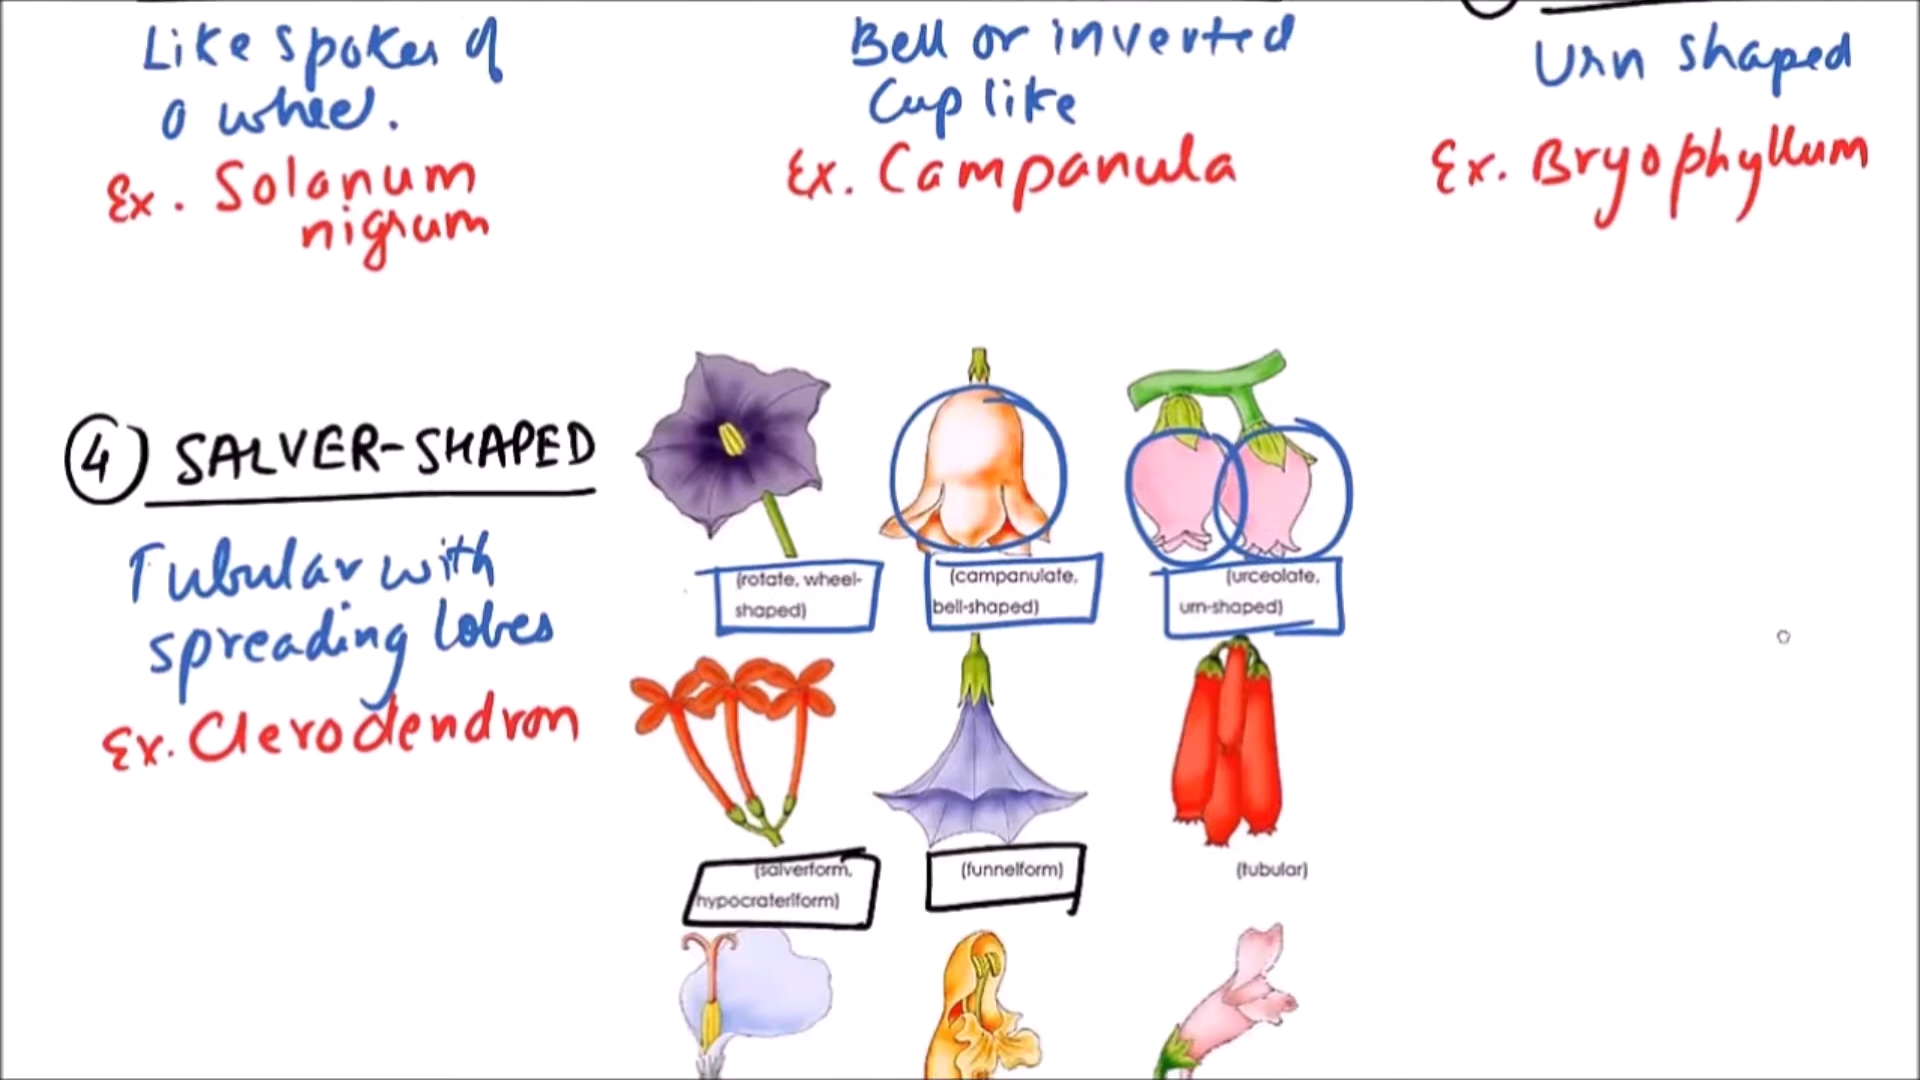 Like spokes of
a wheel.
Ex. Solanum
nigrum
Bell or inverted
Cup like
Ex. Campanula
Urn shaped
Ex. Bryophyllum
4 SALVER-SHAPED
Tubular with
spreading lobes
Ex. Clerodendron
(rotate, wheel-
shaped)
(campanulate,
bell-shaped)
(urceolate,
urn-shaped)
(salverform,
hypocrateriform)
(funnelform)
(tubular)